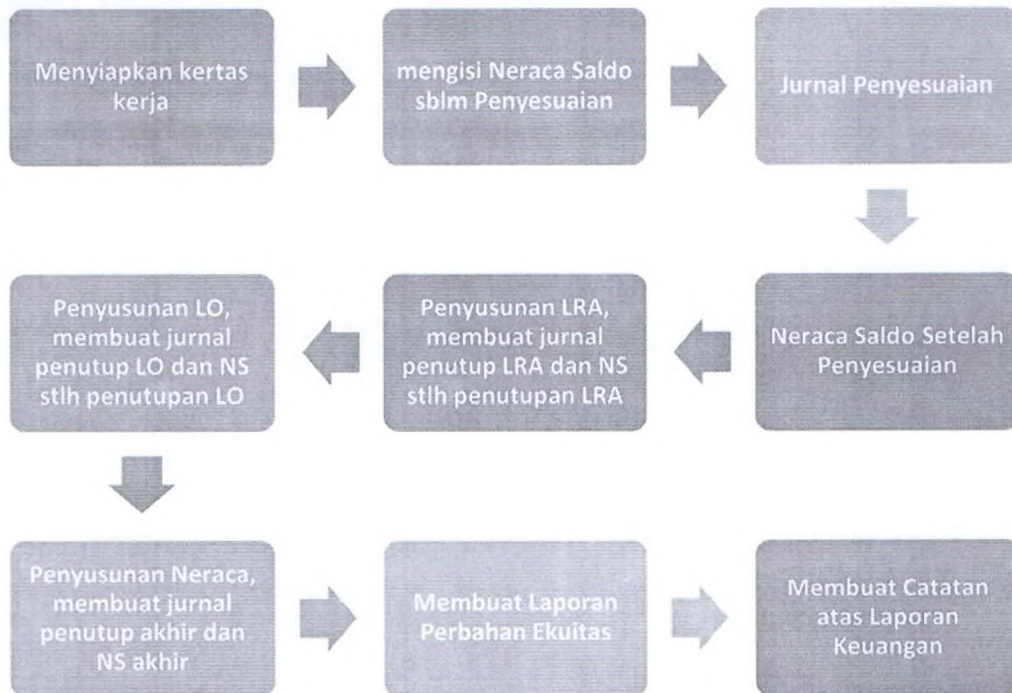 Menyiapkan kertas
kerja
mengisi Neraca Saldo
sblm Penyesuaian
Jurnal Penyesuaian
Neraca Saldo Setelah
Penyesuaian
Penyusunan LRA,
membuat jurnal
penutup LRA dan NS
stlh penutupan LRA
Penyusunan LO,
membuat jurnal
penutup LO dan NS
stlh penutupan LO
Penyusunan Neraca,
membuat jurnal
penutup akhir dan
NS akhir
Membuat Laporan
Perbahan Ekuitas
Membuat Catatan
atas Laporan
Keuangan